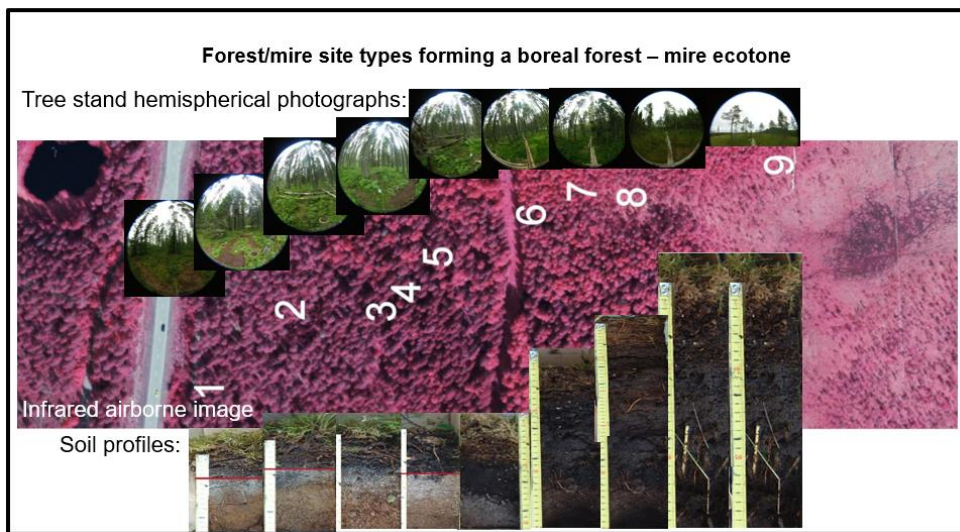 Forest/mire site types forming a boreal forest – mire ecotone
Tree stand hemispherical photographs:
1
2
3
4
5
6
7
8
9
Infrared airborne image
Soil profiles: